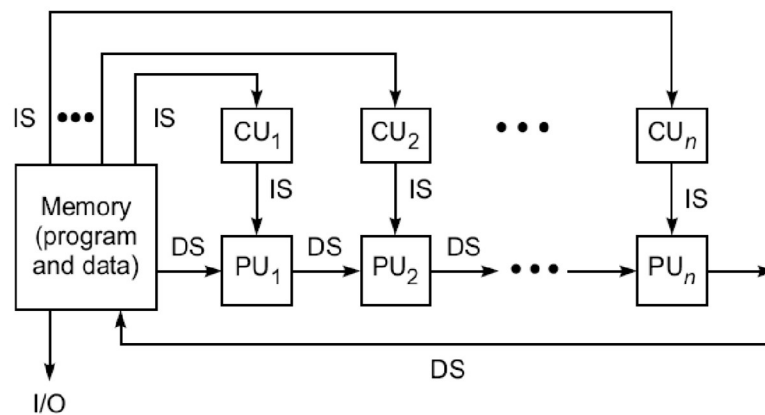 IS ••• IS
CU1 CU2 ••• CUn
IS IS IS
Memory
(program
and data)
DS DS DS
PU1 PU2 ••• PUn
DS
I/O